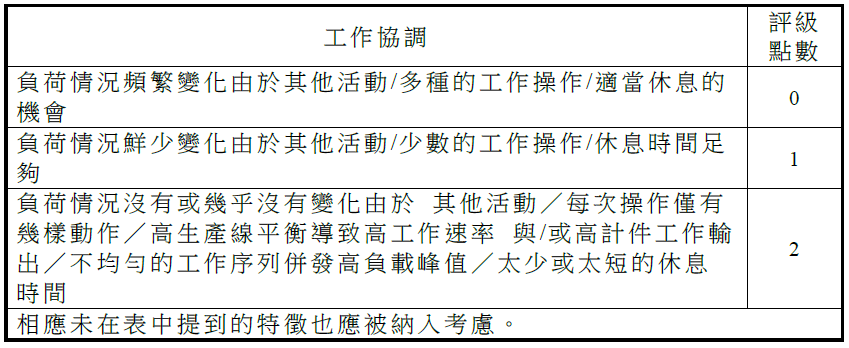 工作協調
評級
點數
負荷情況頻繁變化由於其他活動/多種的工作操作/適當休息的
機會
0
負荷情況鮮少變化由於其他活動/少數的工作操作/休息時間足
夠
1
負荷情況沒有或幾乎沒有變化由於 其他活動／每次操作僅有
幾樣動作／高生產線平衡導致高工作速率 與/或高計件工作輸
出／不均勻的工作序列併發高負載峰值／太少或太短的休息
時間
2
相應未在表中提到的特徵也應被納入考慮。